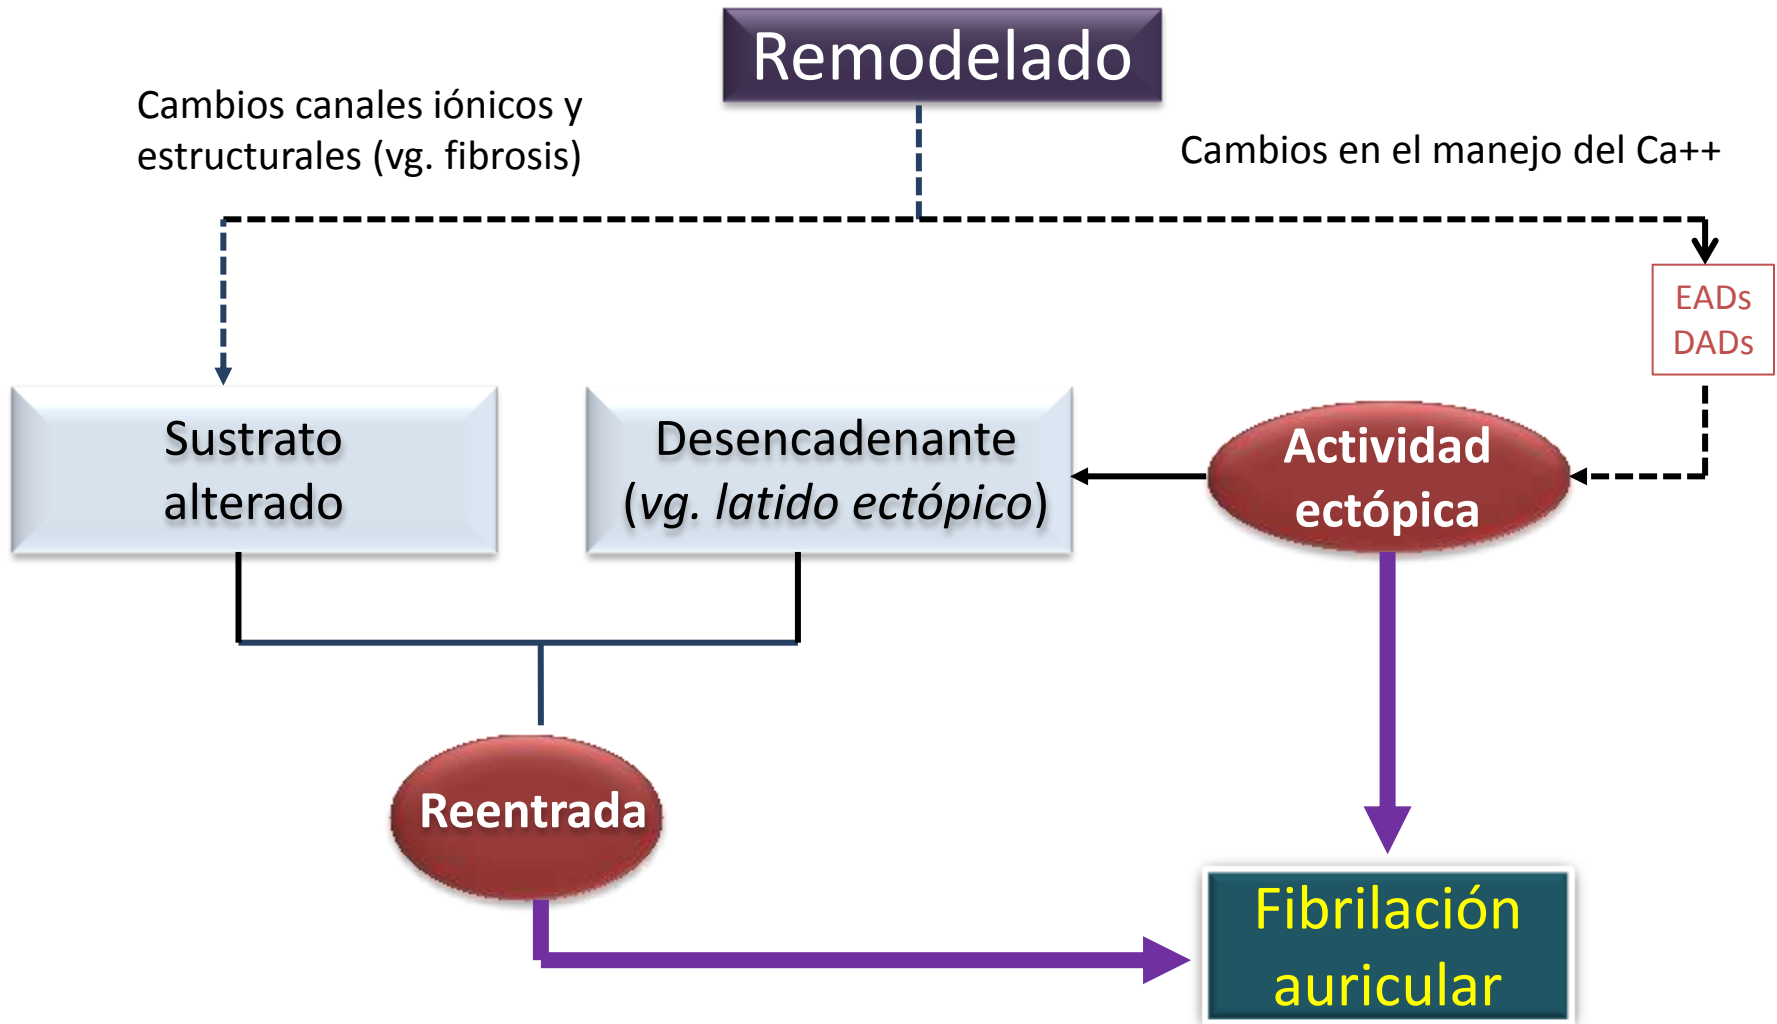 Remodelado
Cambios canales iónicos y
estructurales (vg. fibrosis)
Cambios en el manejo del Ca++
EADs
DADs
Sustrato
alterado
Desencadenante
(vg. latido ectópico)
Actividad
ectópica
Reentrada
Fibrilación
auricular